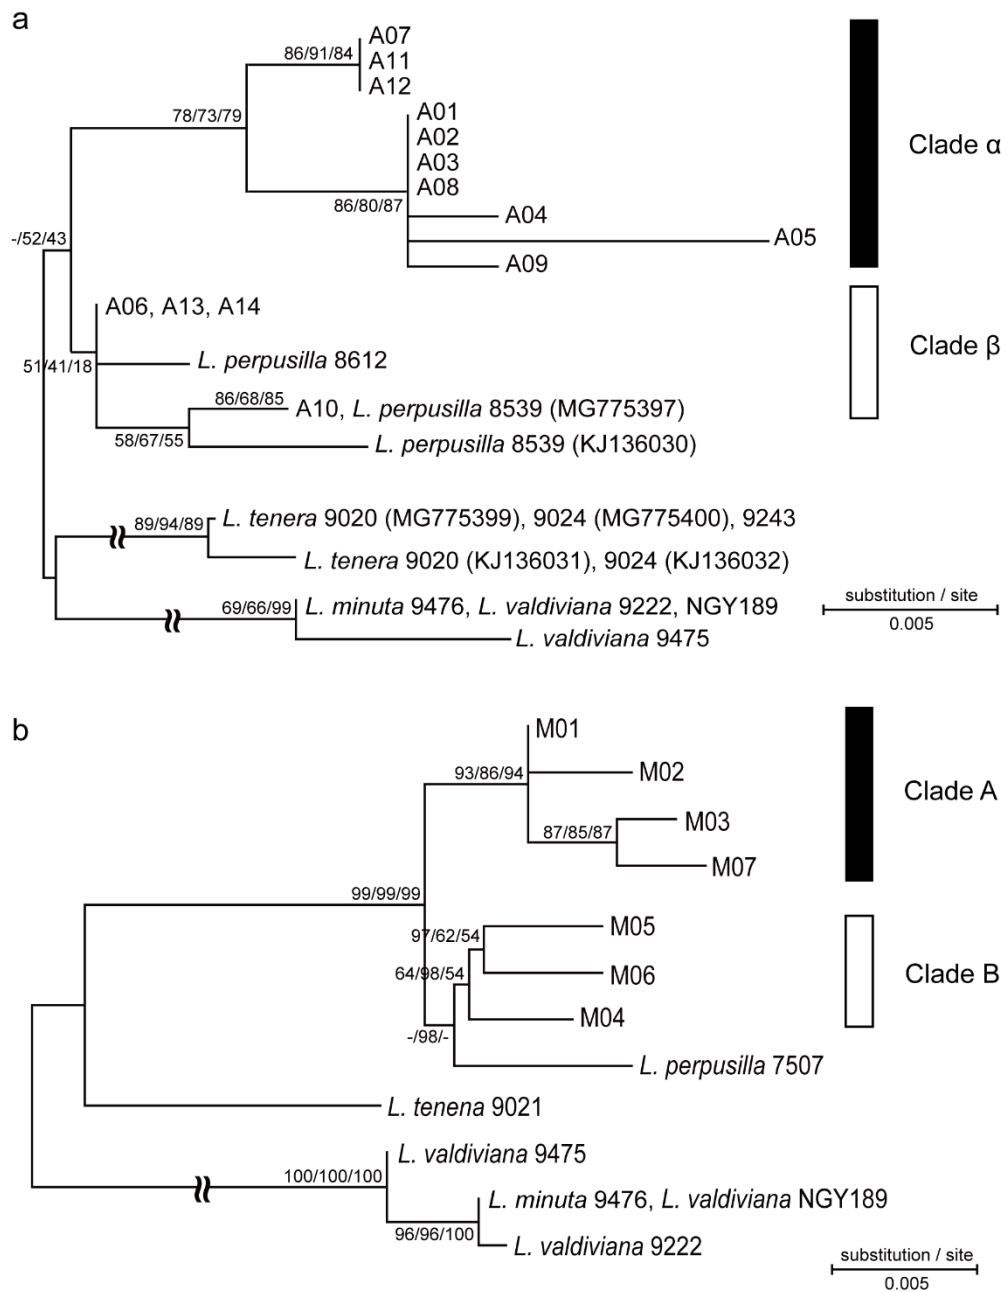 a
86/91/84
A07
A11
A12
78/73/79
A01
A02
A03
A08
86/80/87
A04
A05
A09
Clade α
-/52/43
A06, A13, A14
51/41/18
L. perpusilla 8612
86/68/85
A10, L. perpusilla 8539 (MG775397)
58/67/55
L. perpusilla 8539 (KJ136030)
Clade β
89/94/89
L. tenera 9020 (MG775399), 9024 (MG775400), 9243
L. tenera 9020 (KJ136031), 9024 (KJ136032)
69/66/99
L. minuta 9476, L. valdiviana 9222, NGY189
L. valdiviana 9475
substitution / site
0.005
b
M01
93/86/94
M02
87/85/87
M03
M07
Clade A
99/99/99
97/62/54
M05
64/98/54
M06
M04
-/98/-
L. perpusilla 7507
Clade B
L. tenena 9021
L. valdiviana 9475
100/100/100
L. minuta 9476, L. valdiviana NGY189
96/96/100
L. valdiviana 9222
substitution / site
0.005